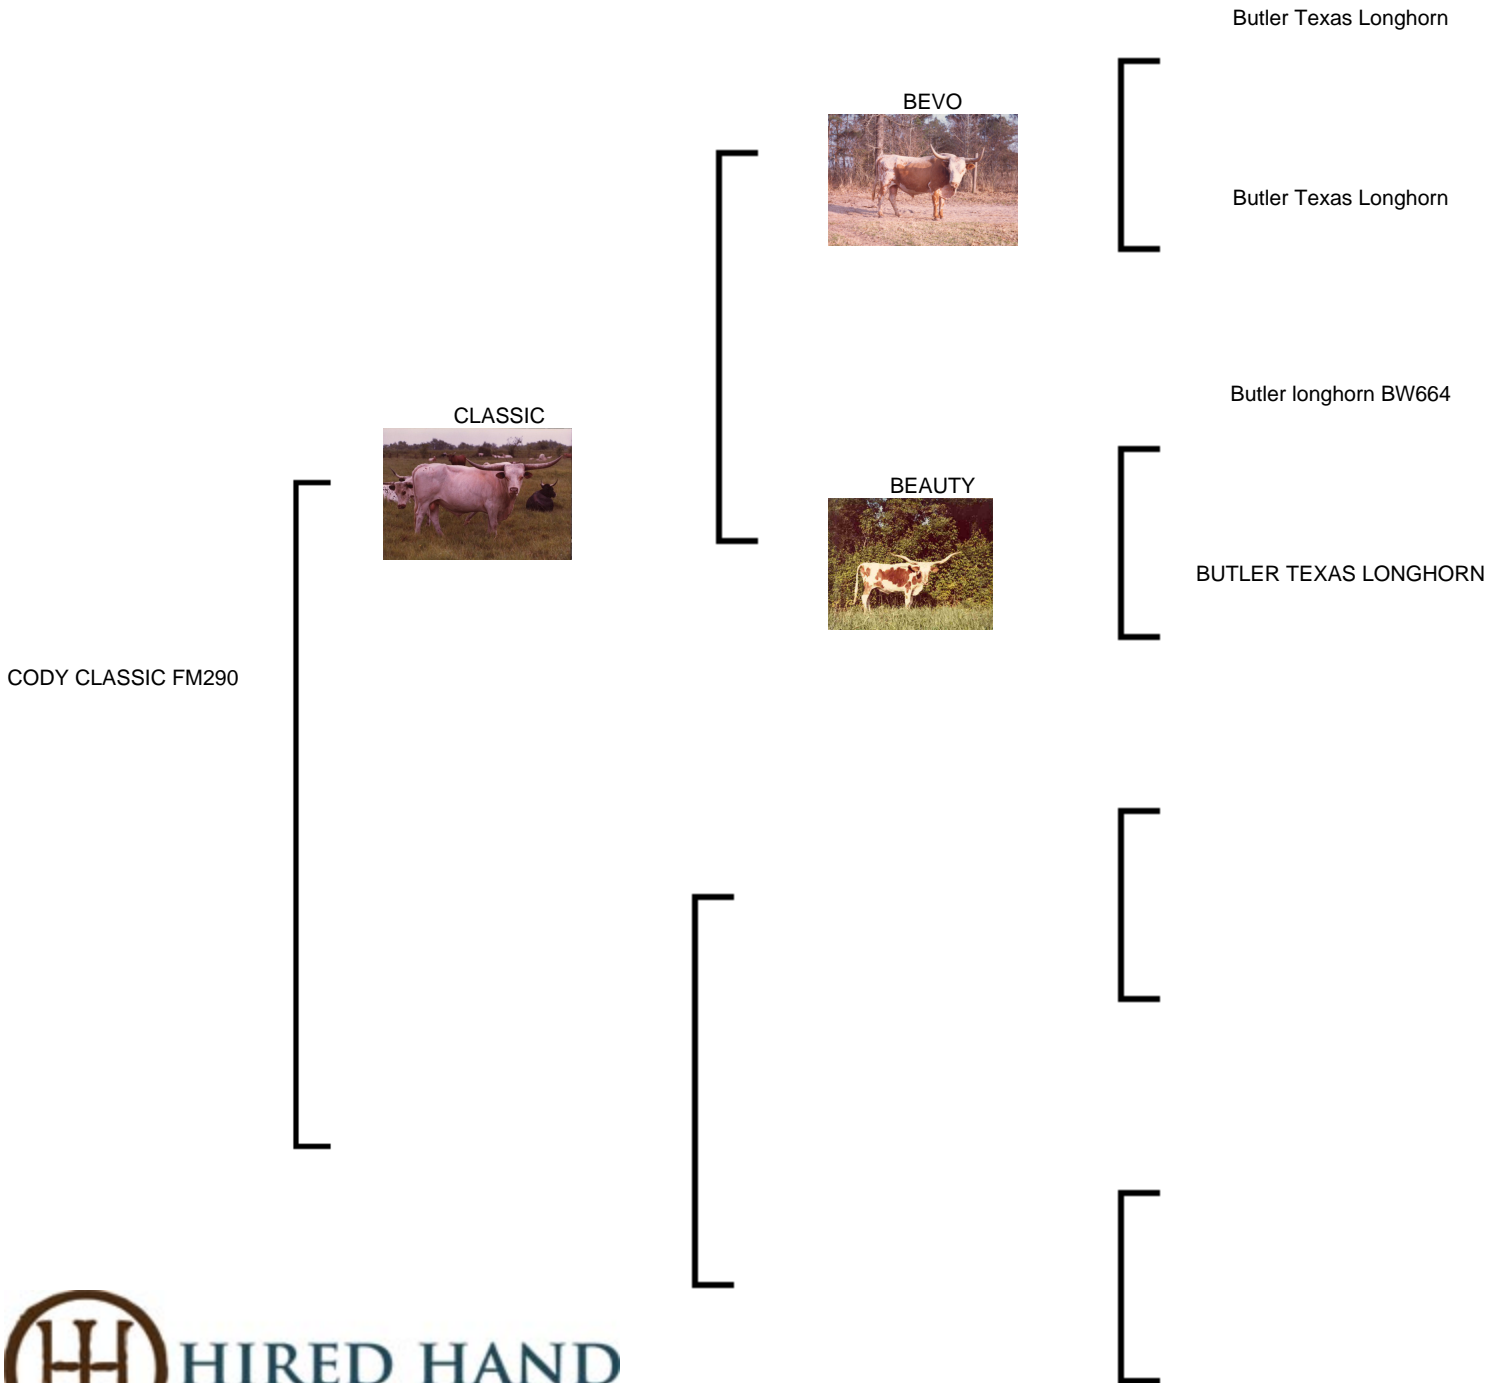 Butler Texas Longhorn
BEVO
Butler Texas Longhorn
Butler longhorn BW664
CLASSIC
BEAUTY
BUTLER TEXAS LONGHORN
CODY CLASSIC FM290
HIRED HAND